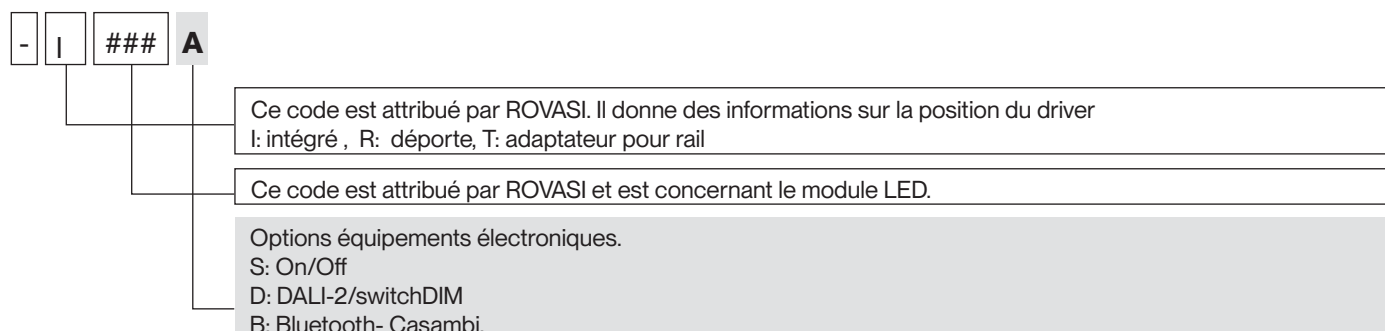 - I ### A
Ce code est attribué par ROVASI. Il donne des informations sur la position du driver
I: intégré , R: déporte, T: adaptateur pour rail
Ce code est attribué par ROVASI et est concernant le module LED.
Options équipements électroniques.
S: On/Off
D: DALI-2/switchDIM
B: Bluetooth- Casambi.